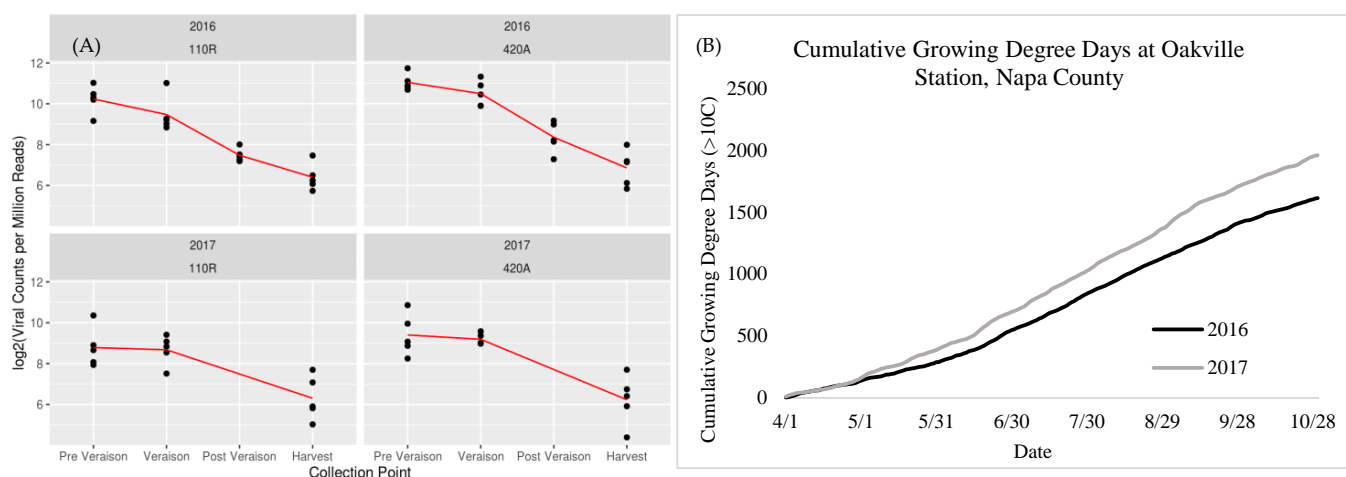 (A)
2016
110R
2016
420A
12
10
8
6
2017
110R
2017
420A
12
10
8
6
log2(Viral Counts per Million Reads)
Pre Veraison Veraison Post Veraison Harvest
Pre Veraison Veraison Post Veraison Harvest
Collection Point
(B)
Cumulative Growing Degree Days at Oakville
Station, Napa County
Cumulative Growing Degree Days (>10C)
2500
2000
1500
1000
500
0
2016
2017
4/1 5/1 5/31 6/30 7/30 8/29 9/28 10/28
Date